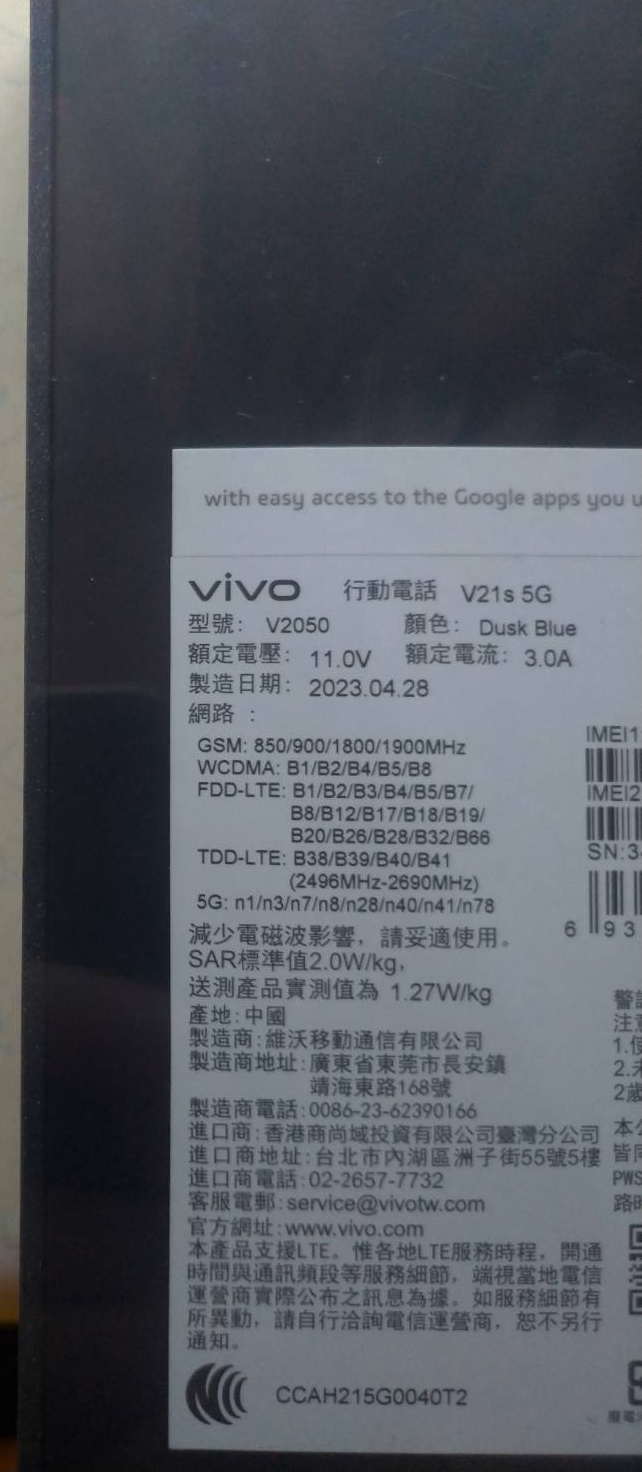 with easy access to the Google apps you u
vivo 行動電話 V21s 5G
型號: V2050 顏色: Dusk Blue
額定電壓: 11.0V 額定電流: 3.0A
製造日期: 2023.04.28
網路 :
GSM: 850/900/1800/1900MHz
WCDMA: B1/B2/B4/B5/B8
FDD-LTE: B1/B2/B3/B4/B5/B7/
B8/B12/B17/B18/B19/
B20/B26/B28/B32/B66
TDD-LTE: B38/B39/B40/B41
(2496MHz-2690MHz)
5G: n1/n3/n7/n8/n28/n40/n41/n78
減少電磁波影響，請妥適使用。
SAR標準值2.0W/kg，
送測產品實測值為 1.27W/kg
產地:中國
製造商:維沃移動通信有限公司
製造商地址:廣東省東莞市長安鎮
靖海東路168號
製造商電話:0086-23-62390166
進口商:香港商尚域投資有限公司臺灣分公司
進口商地址:台北市內湖區洲子街55號5樓
進口商電話:02-2657-7732
客服電郵:service@vivotw.com
官方網址:www.vivo.com
本產品支援LTE。惟各地LTE服務時程，開通
時間與通訊頻段等服務細節，端視當地電信
運營商實際公布之訊息為據。如服務細節有
所異動，請自行洽詢電信運營商，恕不另行
通知。
CCAH215G0040T2
IMEI1
IMEI2
SN:3
6 93
注意
1.使
2.未
2歲
本公
皆同
PWS
路時